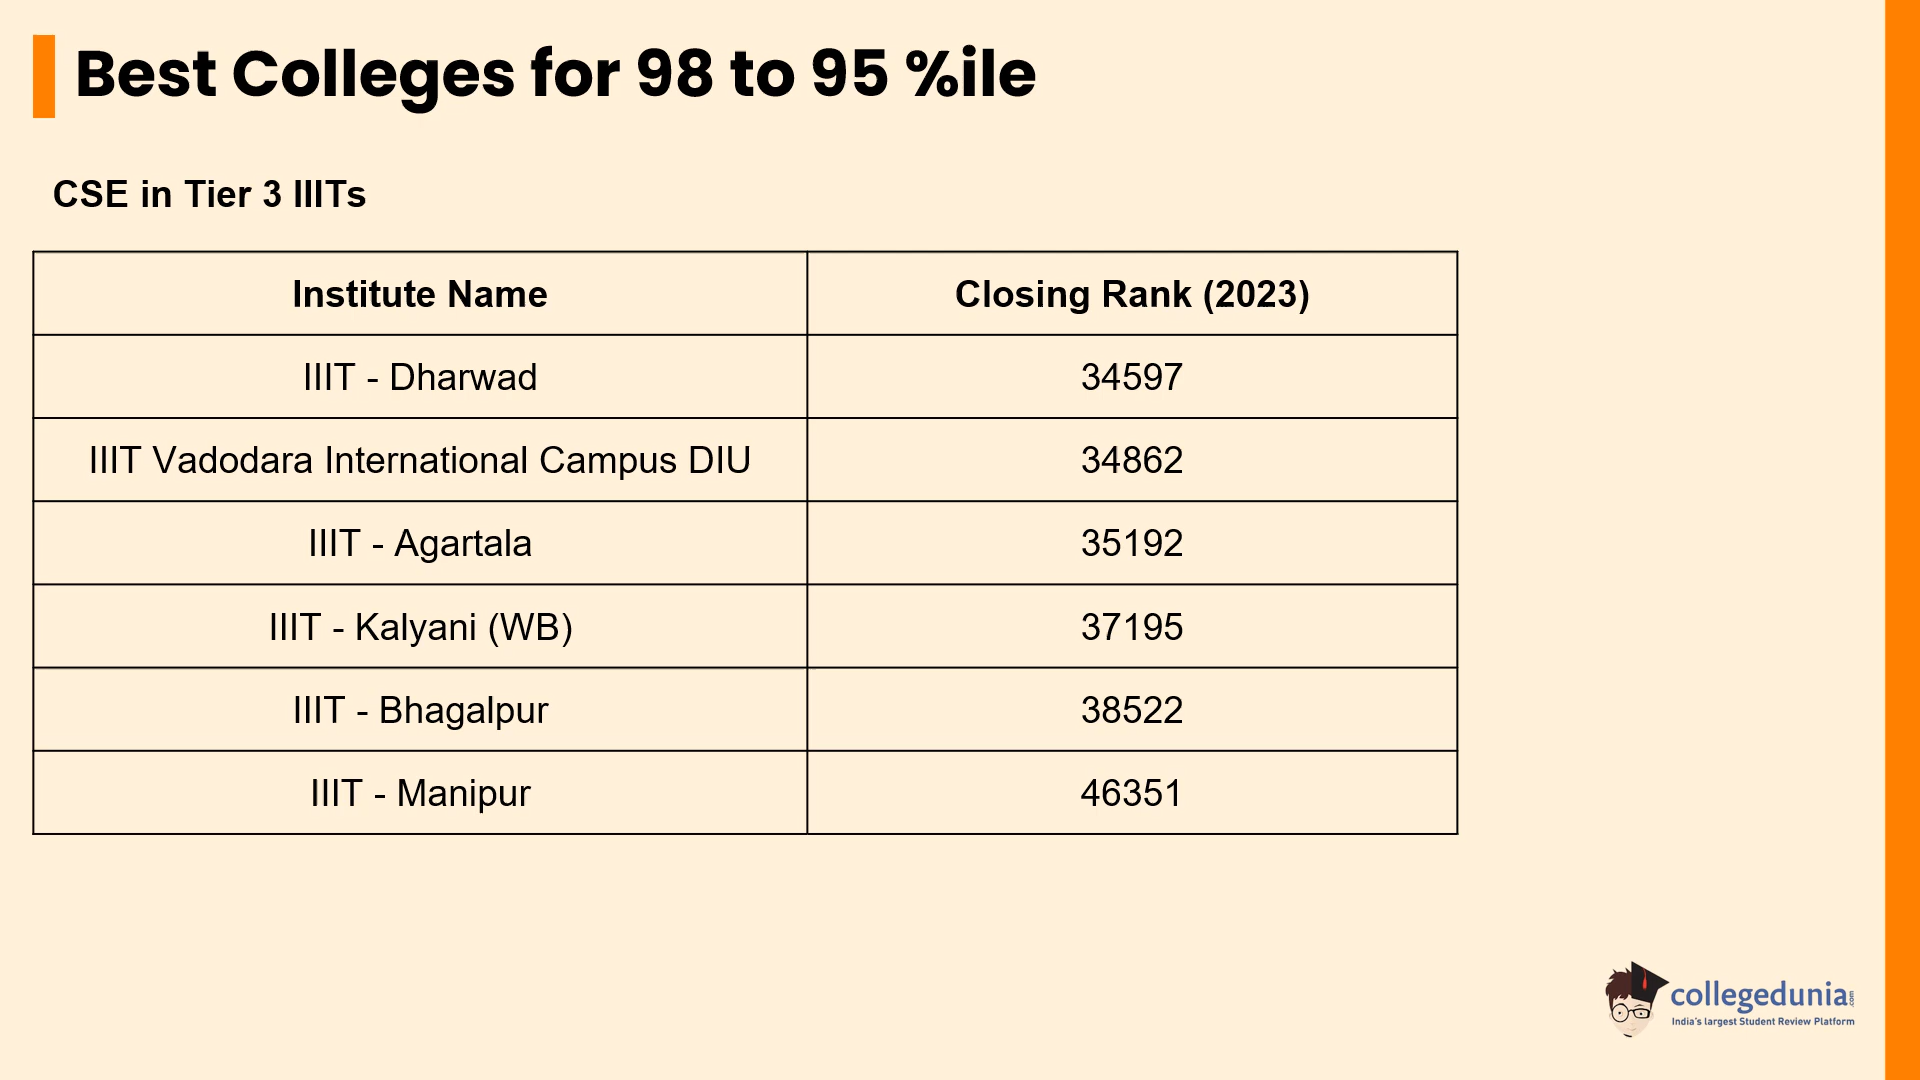 Best Colleges for 98 to 95 %ile
CSE in Tier 3 IIITs
Institute Name Closing Rank (2023)
IIIT - Dharwad 34597
IIIT Vadodara International Campus DIU 34862
IIIT - Agartala 35192
IIIT - Kalyani (WB) 37195
IIIT - Bhagalpur 38522
IIIT - Manipur 46351
collegedunia.com
India's largest Student Review Platform